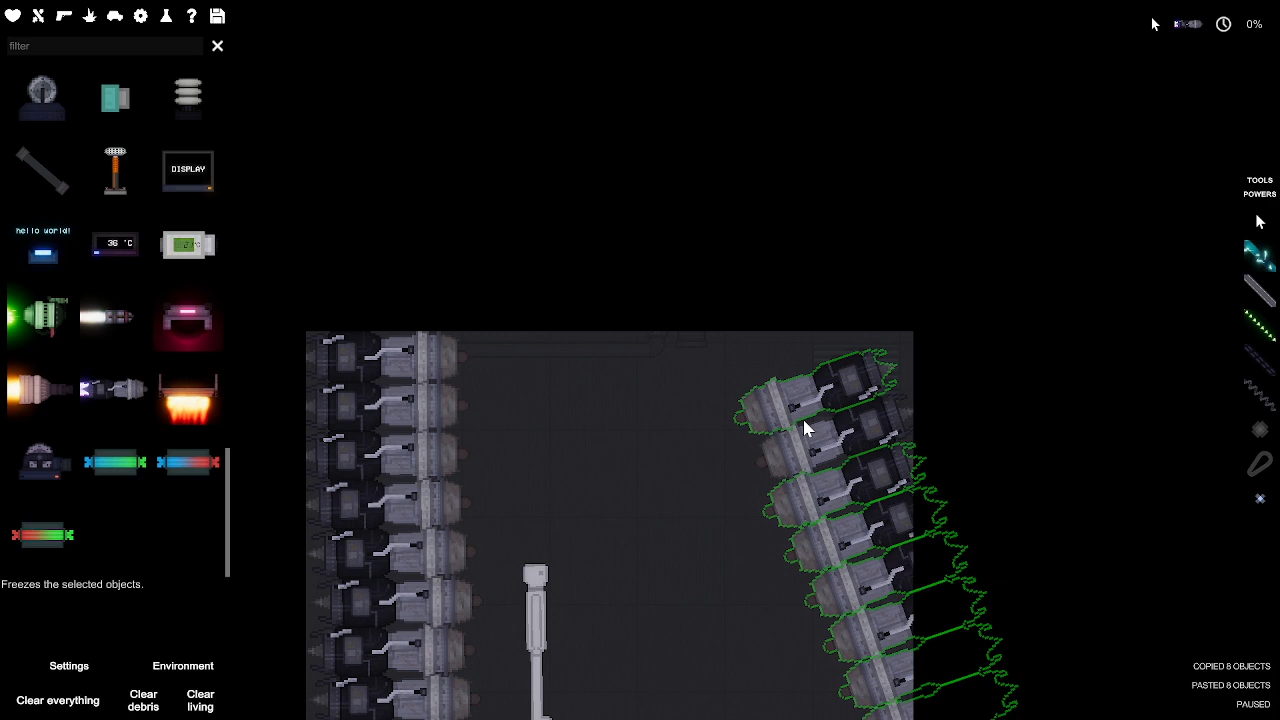 0%
filter
DISPLAY
hello world!
36 °C
TOOLS
POWERS
Freezes the selected objects.
Settings
Environment
Clear everything
Clear debris
Clear living
COPIED 8 OBJECTS
PASTED 8 OBJECTS
PAUSED